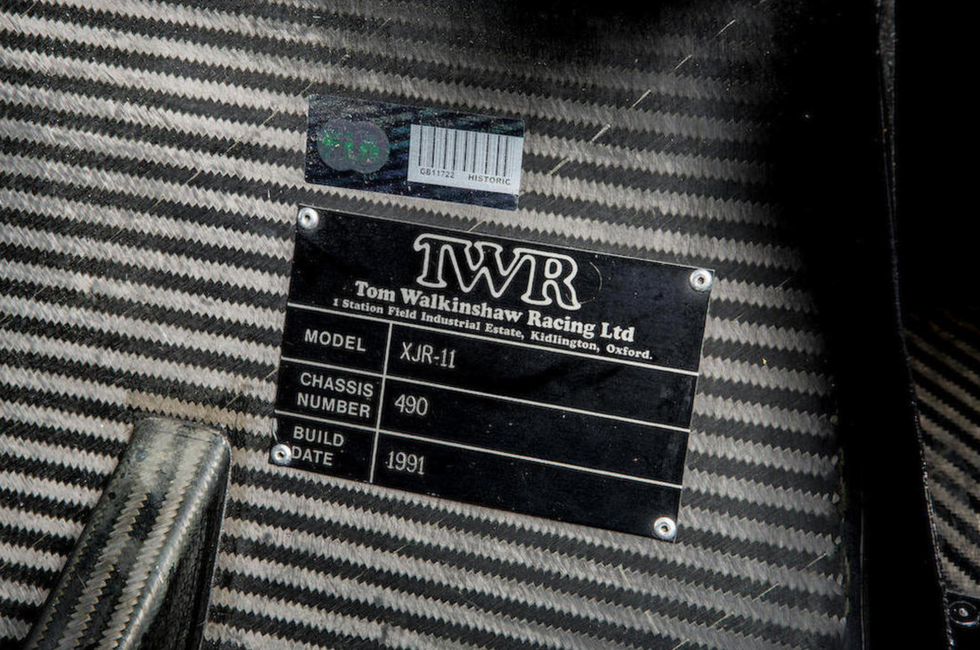 FIA
GB11722 HISTORIC
TWR
Tom Walkinshaw Racing Ltd
1 Station Field Industrial Estate, Kidlington, Oxford.
MODEL XJR-11
CHASSIS
NUMBER 490
BUILD
DATE 1991